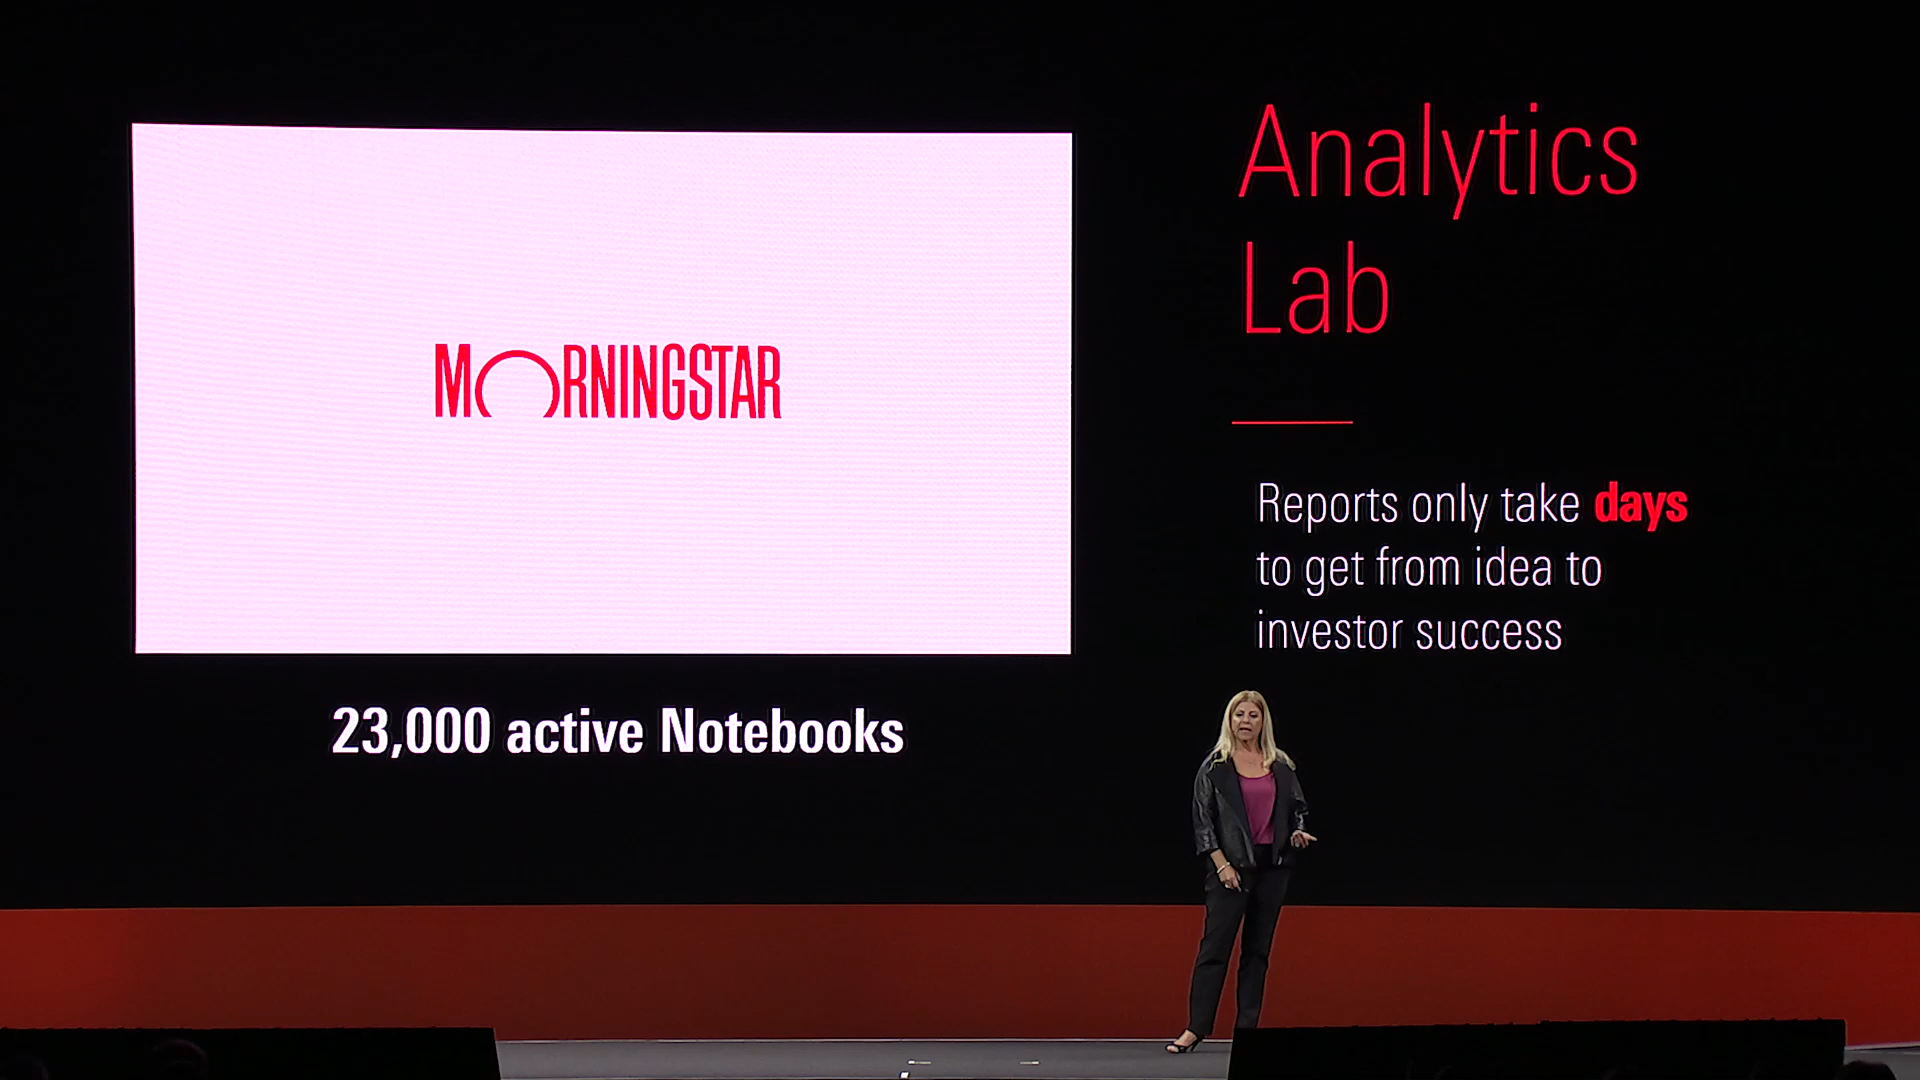 MORNINGSTAR
23,000 active Notebooks
Analytics
Lab
Reports only take days
to get from idea to
investor success